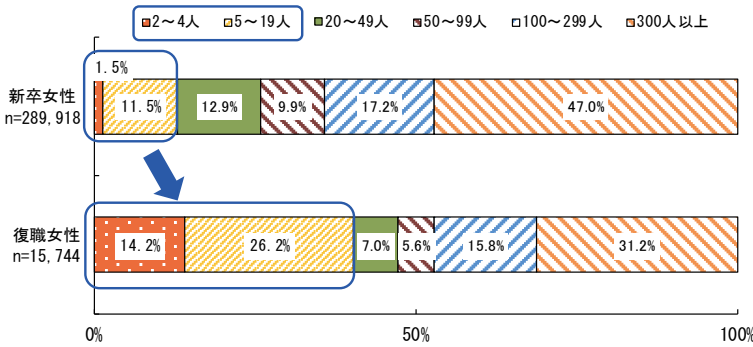 2～4人 5～19人 20～49人 50～99人 100～299人 300人以上
1.5%
新卒女性
n=289,918
11.5% 12.9% 9.9% 17.2% 47.0%
復職女性
n=15,744
14.2% 26.2% 7.0% 5.6% 15.8% 31.2%
0% 50% 100%